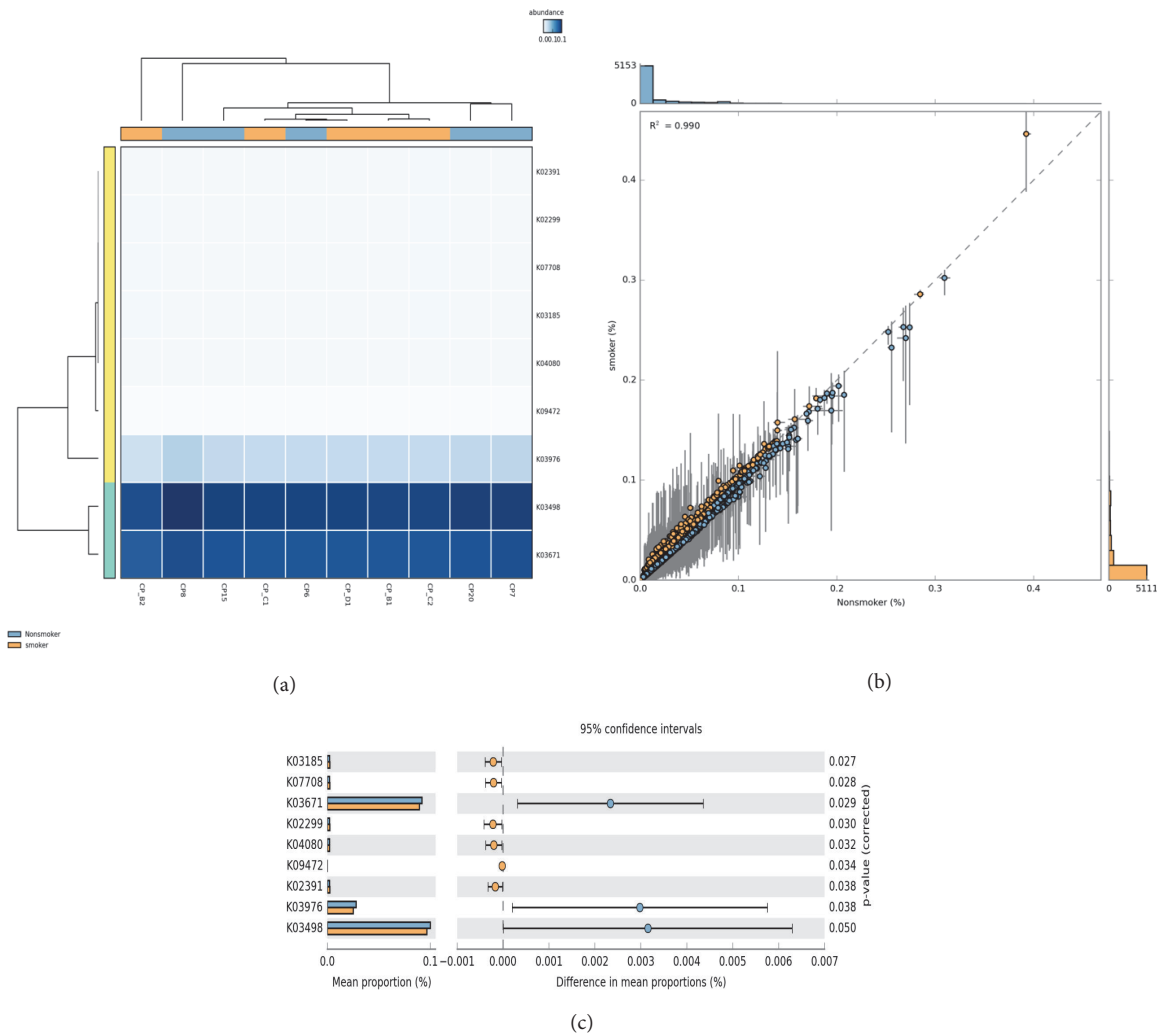 abundance
0.00.10.1
K02391
K02299
K07708
K03185
K04080
K09472
K03976
K03498
K03671
CP_B2 CP8 CP15 CP_C1 CP6 CP_D1 CP_B1 CP_C2 CP20 CP7
Nonsmoker
smoker
(a)
5153
0
R² = 0.990
0.4
0.3
0.2
0.1
0.0
smoker (%)
0.0 0.1 0.2 0.3 0.4
Nonsmoker (%)
0 5111
(b)
95% confidence intervals
K03185 0.027
K07708 0.028
K03671 0.029
K02299 0.030
K04080 0.032
K09472 0.034
K02391 0.038
K03976 0.038
K03498 0.050
p-value (corrected)
0.0 0.1 −0.001 0.000 0.001 0.002 0.003 0.004 0.005 0.006 0.007
Mean proportion (%) Difference in mean proportions (%)
(c)